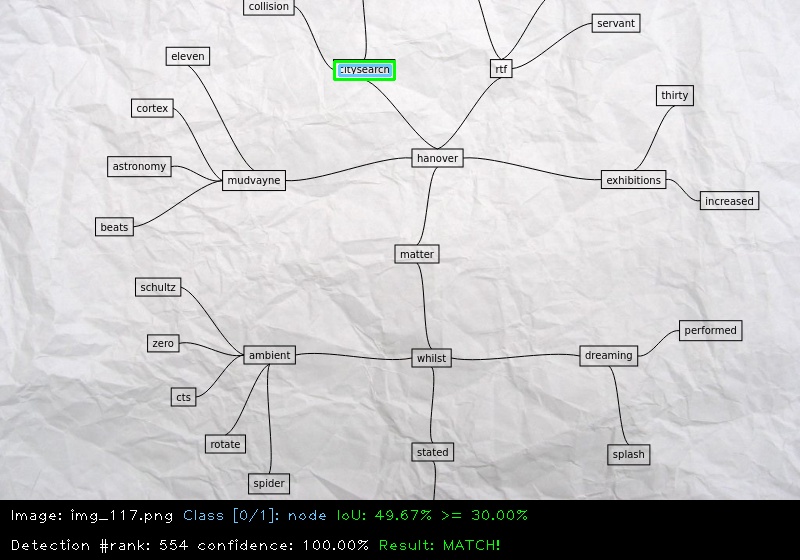 collision
servant
eleven
citysearch
rtf
thirty
cortex
hanover
astronomy
mudvayne
exhibitions
increased
beats
matter
schultz
performed
zero
ambient
whilst
dreaming
cts
rotate
stated
splash
spider
Image: img_117.png Class [0/1]: node IoU: 49.67% >= 30.00%
Detection #rank: 554 confidence: 100.00% Result: MATCH!